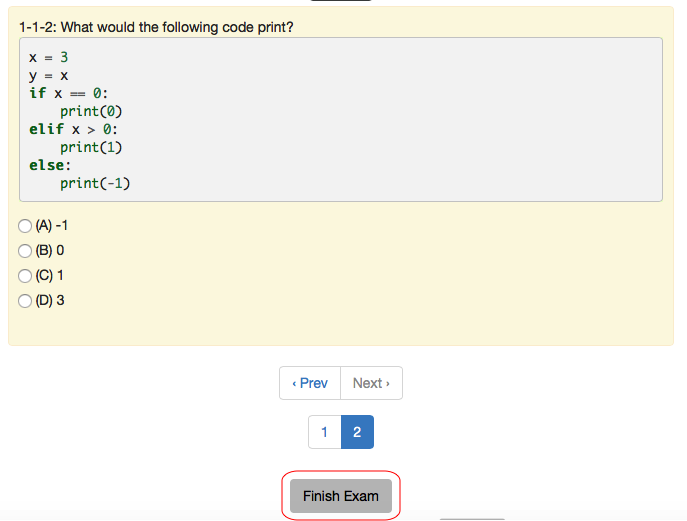 1-1-2: What would the following code print?
x = 3
y = x
if x == 0:
    print(0)
elif x > 0:
    print(1)
else:
    print(-1)
(A) -1
(B) 0
(C) 1
(D) 3
‹ Prev Next ›
1 2
Finish Exam